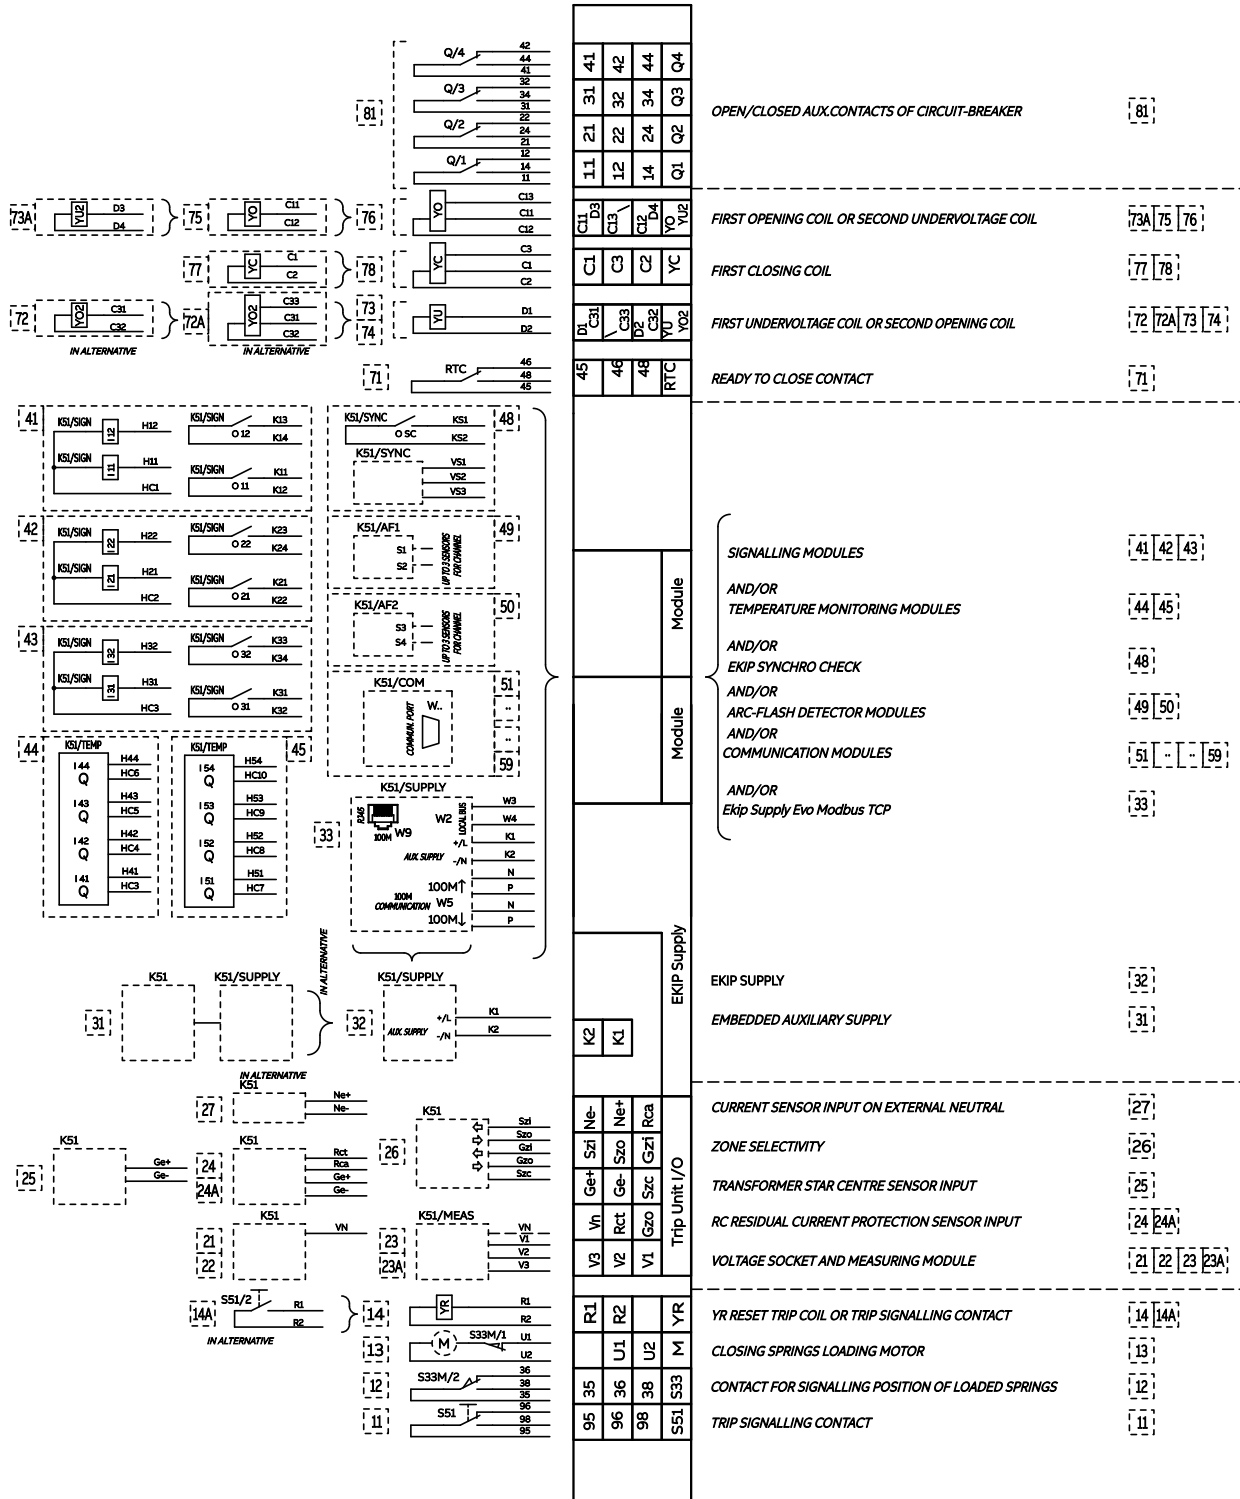 Q/4 42 44 41 41 42 44 Q4
Q/3 32 34 31 31 32 34 Q3
81 OPEN/CLOSED AUX.CONTACTS OF CIRCUIT-BREAKER 81
Q/2 22 24 21 21 22 24 Q2
Q/1 12 14 11 11 12 14 Q1
73A YU2 D3 D4 75 YO C11 C12 76 YO C13 C11 C12
C11 D3 C13 C12 D4 YO YU2 FIRST OPENING COIL OR SECOND UNDERVOLTAGE COIL 73A 75 76
77 YC C1 C2 78 YC C3 C1 C2 C1 C3 C2 YC FIRST CLOSING COIL 77 78
72 YO2 C31 C32 72A YO2 C33 C31 C32 73 74 YU D1 D2
D1 C31 C33 D2 C32 YU YO2 FIRST UNDERVOLTAGE COIL OR SECOND OPENING COIL 72 72A 73 74
IN ALTERNATIVE IN ALTERNATIVE
71 RTC 46 48 45 45 46 48 RTC READY TO CLOSE CONTACT 71
41 K51/SIGN I 12 H12 K51/SIGN O 12 K13 K14
K51/SIGN I 11 H11 HC1 K51/SIGN O 11 K11 K12
48 K51/SYNC O SC KS1 KS2
K51/SYNC VS1 VS2 VS3
42 K51/SIGN I 22 H22 K51/SIGN O 22 K23 K24
K51/SIGN I 21 H21 HC2 K51/SIGN O 21 K21 K22
49 K51/AF1 S1 S2 UP TO 3 SENSORS FOR CHANNEL
43 K51/SIGN I 32 H32 K51/SIGN O 32 K33 K34
K51/SIGN I 31 H31 HC3 K51/SIGN O 31 K31 K32
50 K51/AF2 S3 S4 UP TO 3 SENSORS FOR CHANNEL
K51/COM W.. COMMUN. PORT 51 .. .. 59
44 K51/TEMP
I 44 Q H44 HC6
I 43 Q H43 HC5
I 42 Q H42 HC4
I 41 Q H41 HC3
45 K51/TEMP
I 54 Q H54 HC10
I 53 Q H53 HC9
I 52 Q H52 HC8
I 51 Q H51 HC7
33 K51/SUPPLY
RJ45 100M W9 W2 LOCAL BUS W3 W4
AUX. SUPPLY +/L -/N K1 K2
100M↑ N P
100M COMMUNICATION W5
100M↓ N P
Module
Module
SIGNALLING MODULES 41 42 43
AND/OR
TEMPERATURE MONITORING MODULES 44 45
AND/OR
EKIP SYNCHRO CHECK 48
AND/OR
ARC-FLASH DETECTOR MODULES 49 50
AND/OR
COMMUNICATION MODULES 51 .. .. 59
AND/OR
Ekip Supply Evo Modbus TCP 33
IN ALTERNATIVE
31 K51 K51/SUPPLY
IN ALTERNATIVE
32 K51/SUPPLY AUX. SUPPLY +/L -/N K1 K2
K2 K1 EKIP Supply
EKIP SUPPLY 32
EMBEDDED AUXILIARY SUPPLY 31
27 K51 Ne+ Ne-
25 K51 Ge+ Ge-
24 24A K51 Rct Rca Ge+ Ge-
26 K51 Szi Szo Gzi Gzo Szc
21 22 K51 VN
23 23A K51/MEAS VN V1 V2 V3
Ne- Ne+ Rca
Szi Szo Gzi
Ge+ Ge- Szc
Vn Rct Gzo
V3 V2 V1
Trip Unit I/O
CURRENT SENSOR INPUT ON EXTERNAL NEUTRAL 27
ZONE SELECTIVITY 26
TRANSFORMER STAR CENTRE SENSOR INPUT 25
RC RESIDUAL CURRENT PROTECTION SENSOR INPUT 24 24A
VOLTAGE SOCKET AND MEASURING MODULE 21 22 23 23A
14A S51/2 R1 R2 14 YR R1 R2 R1 R2 YR YR RESET TRIP COIL OR TRIP SIGNALLING CONTACT 14 14A
IN ALTERNATIVE
13 M S33M/1 U1 U2 U1 U2 M CLOSING SPRINGS LOADING MOTOR 13
12 S33M/2 36 38 35 35 36 38 S33 CONTACT FOR SIGNALLING POSITION OF LOADED SPRINGS 12
11 S51 96 98 95 95 96 98 S51 TRIP SIGNALLING CONTACT 11